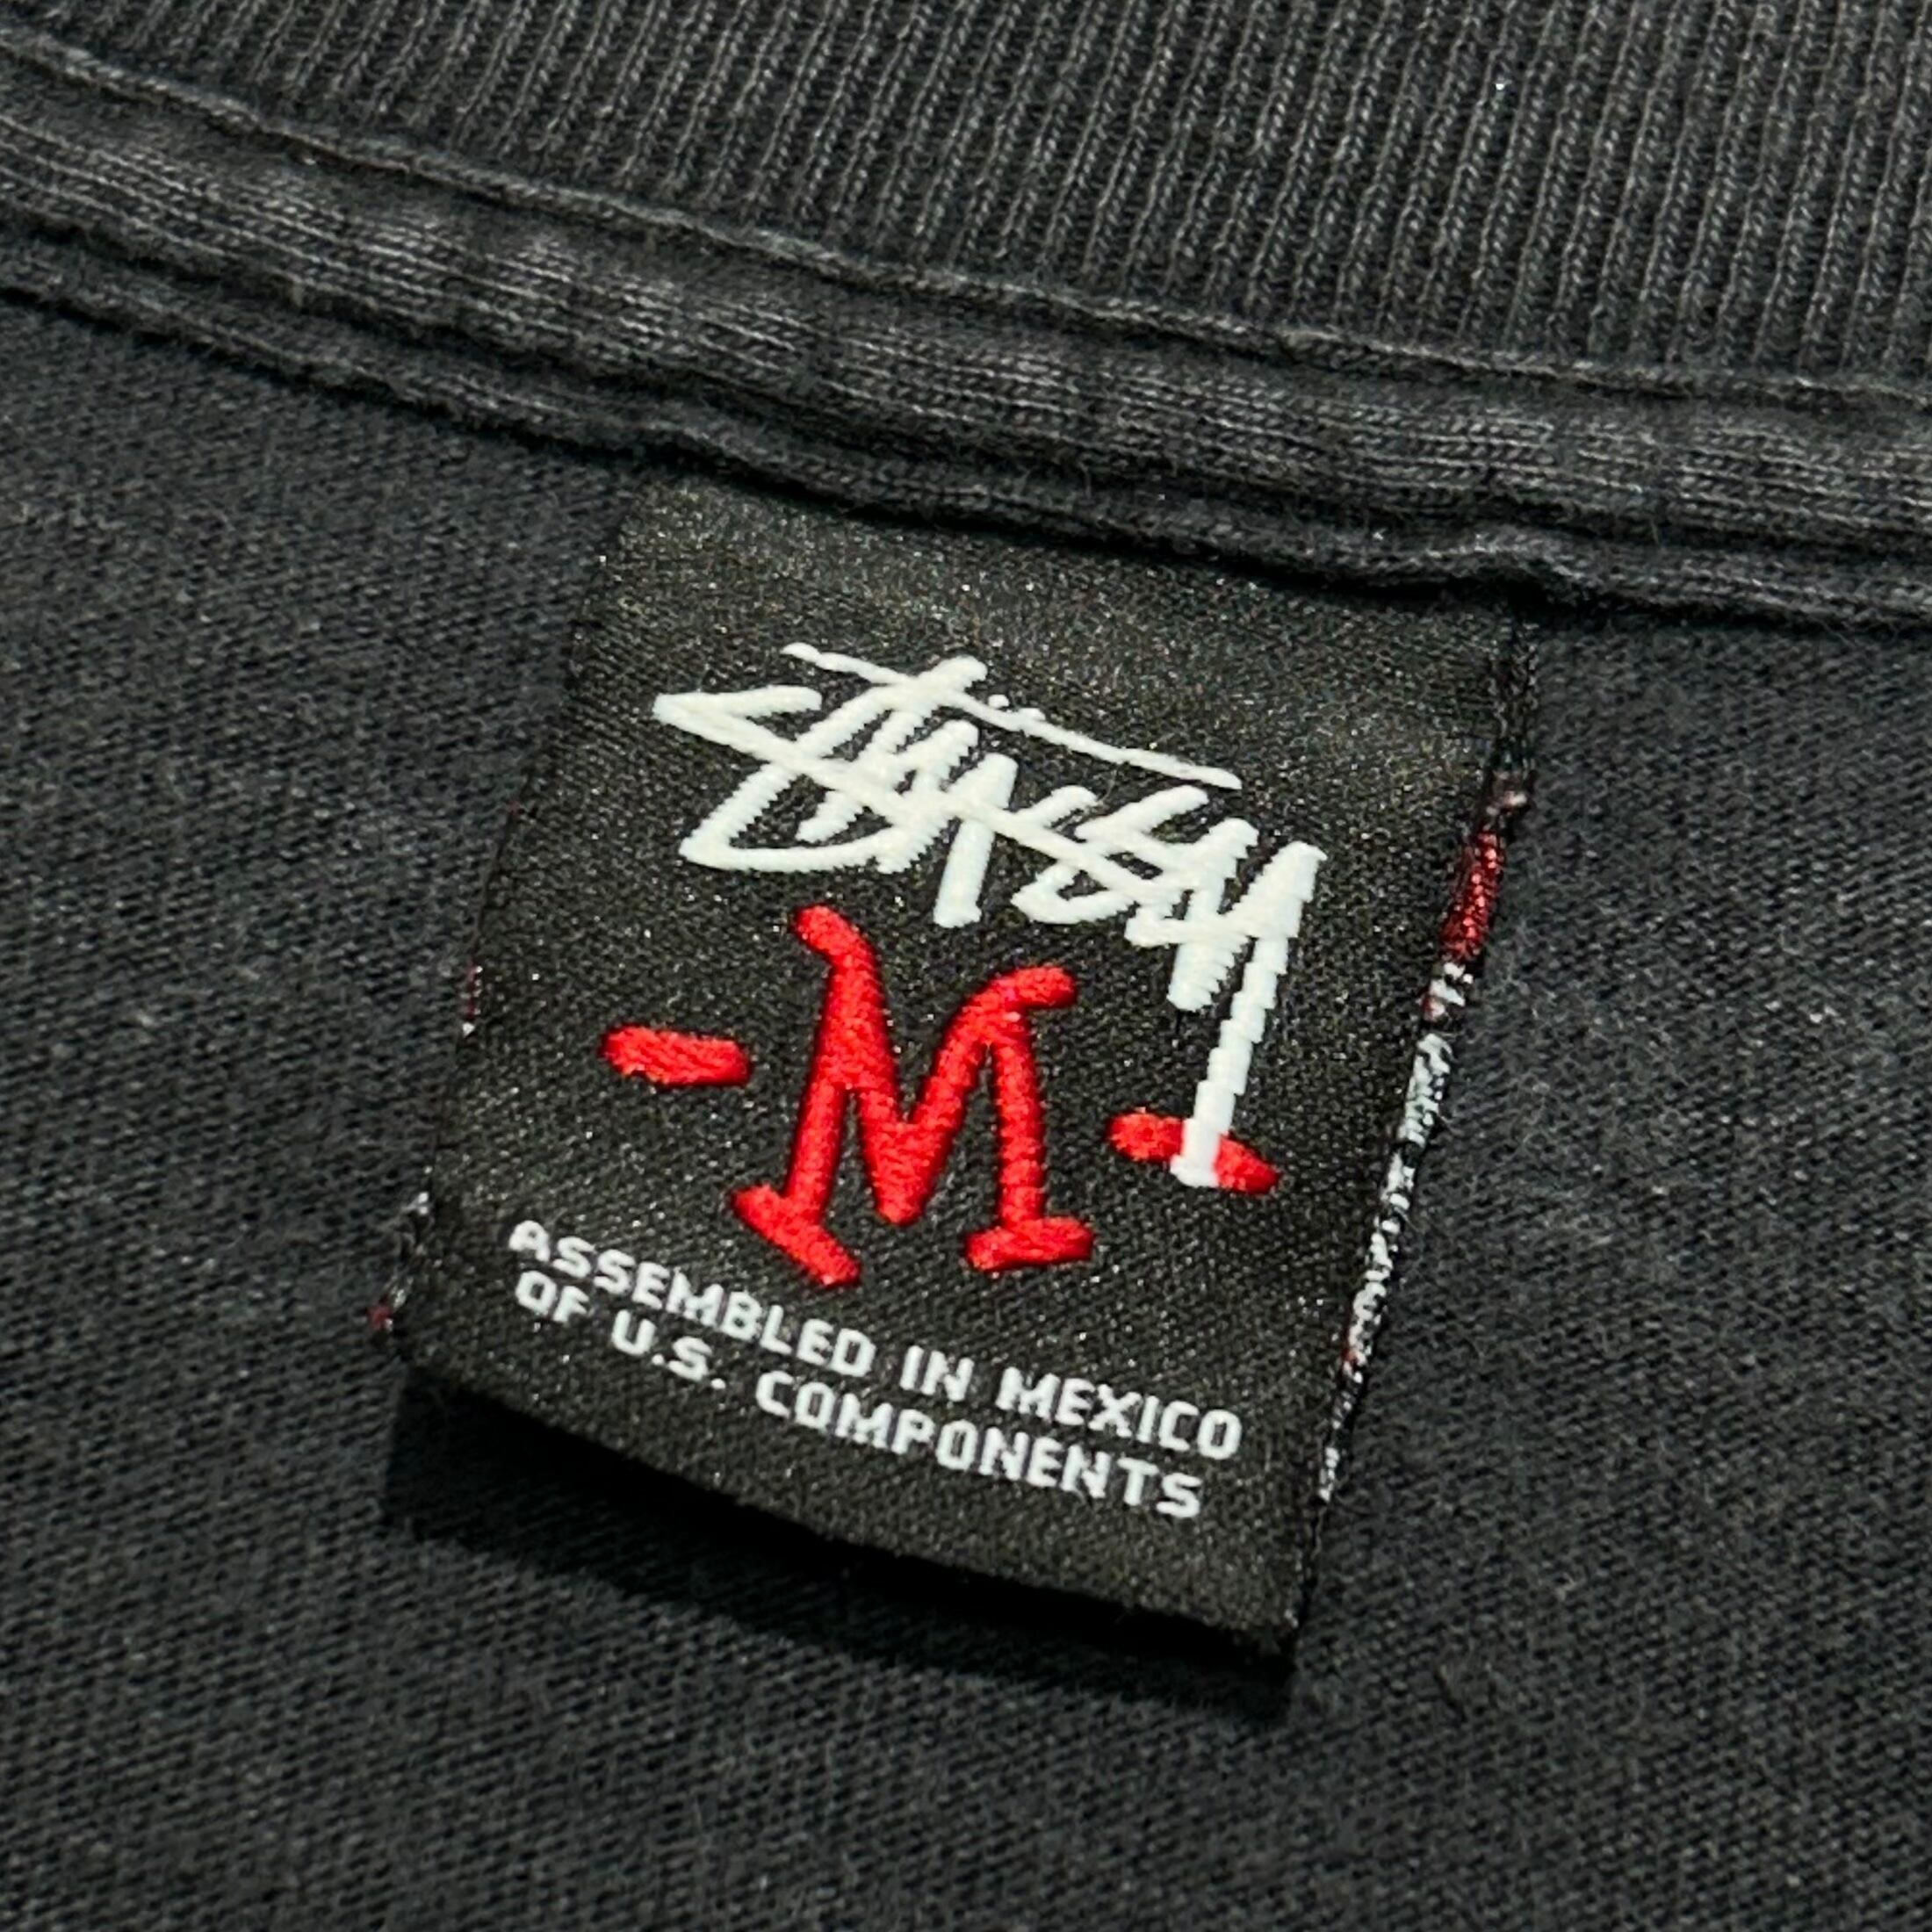 Stüssy
- M -
ASSEMBLED IN MEXICO
OF U.S. COMPONENTS